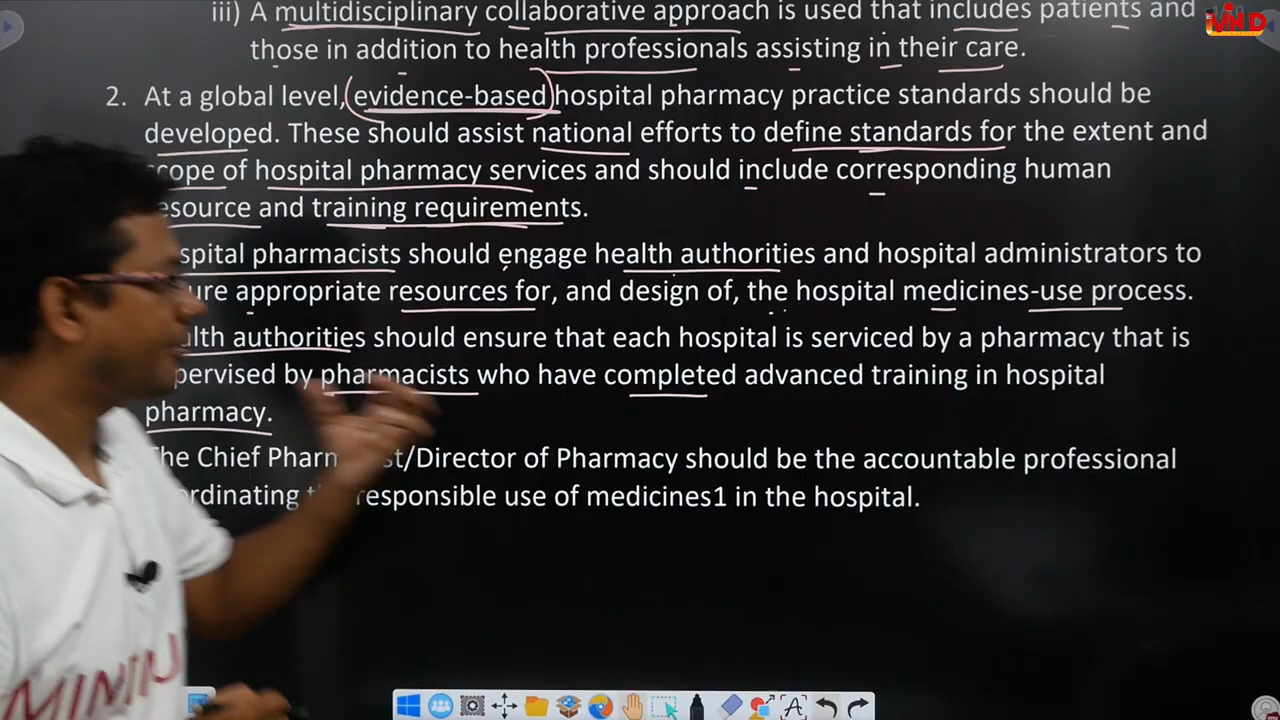 iii) A multidisciplinary collaborative approach is used that includes patients and
those in addition to health professionals assisting in their care.
2. At a global level, evidence-based hospital pharmacy practice standards should be
developed. These should assist national efforts to define standards for the extent and
scope of hospital pharmacy services and should include corresponding human
resource and training requirements.
spital pharmacists should engage health authorities and hospital administrators to
ure appropriate resources for, and design of, the hospital medicines-use process.
alth authorities should ensure that each hospital is serviced by a pharmacy that is
pervised by pharmacists who have completed advanced training in hospital
pharmacy.
The Chief Pharm st/Director of Pharmacy should be the accountable professional
ordinating responsible use of medicines1 in the hospital.